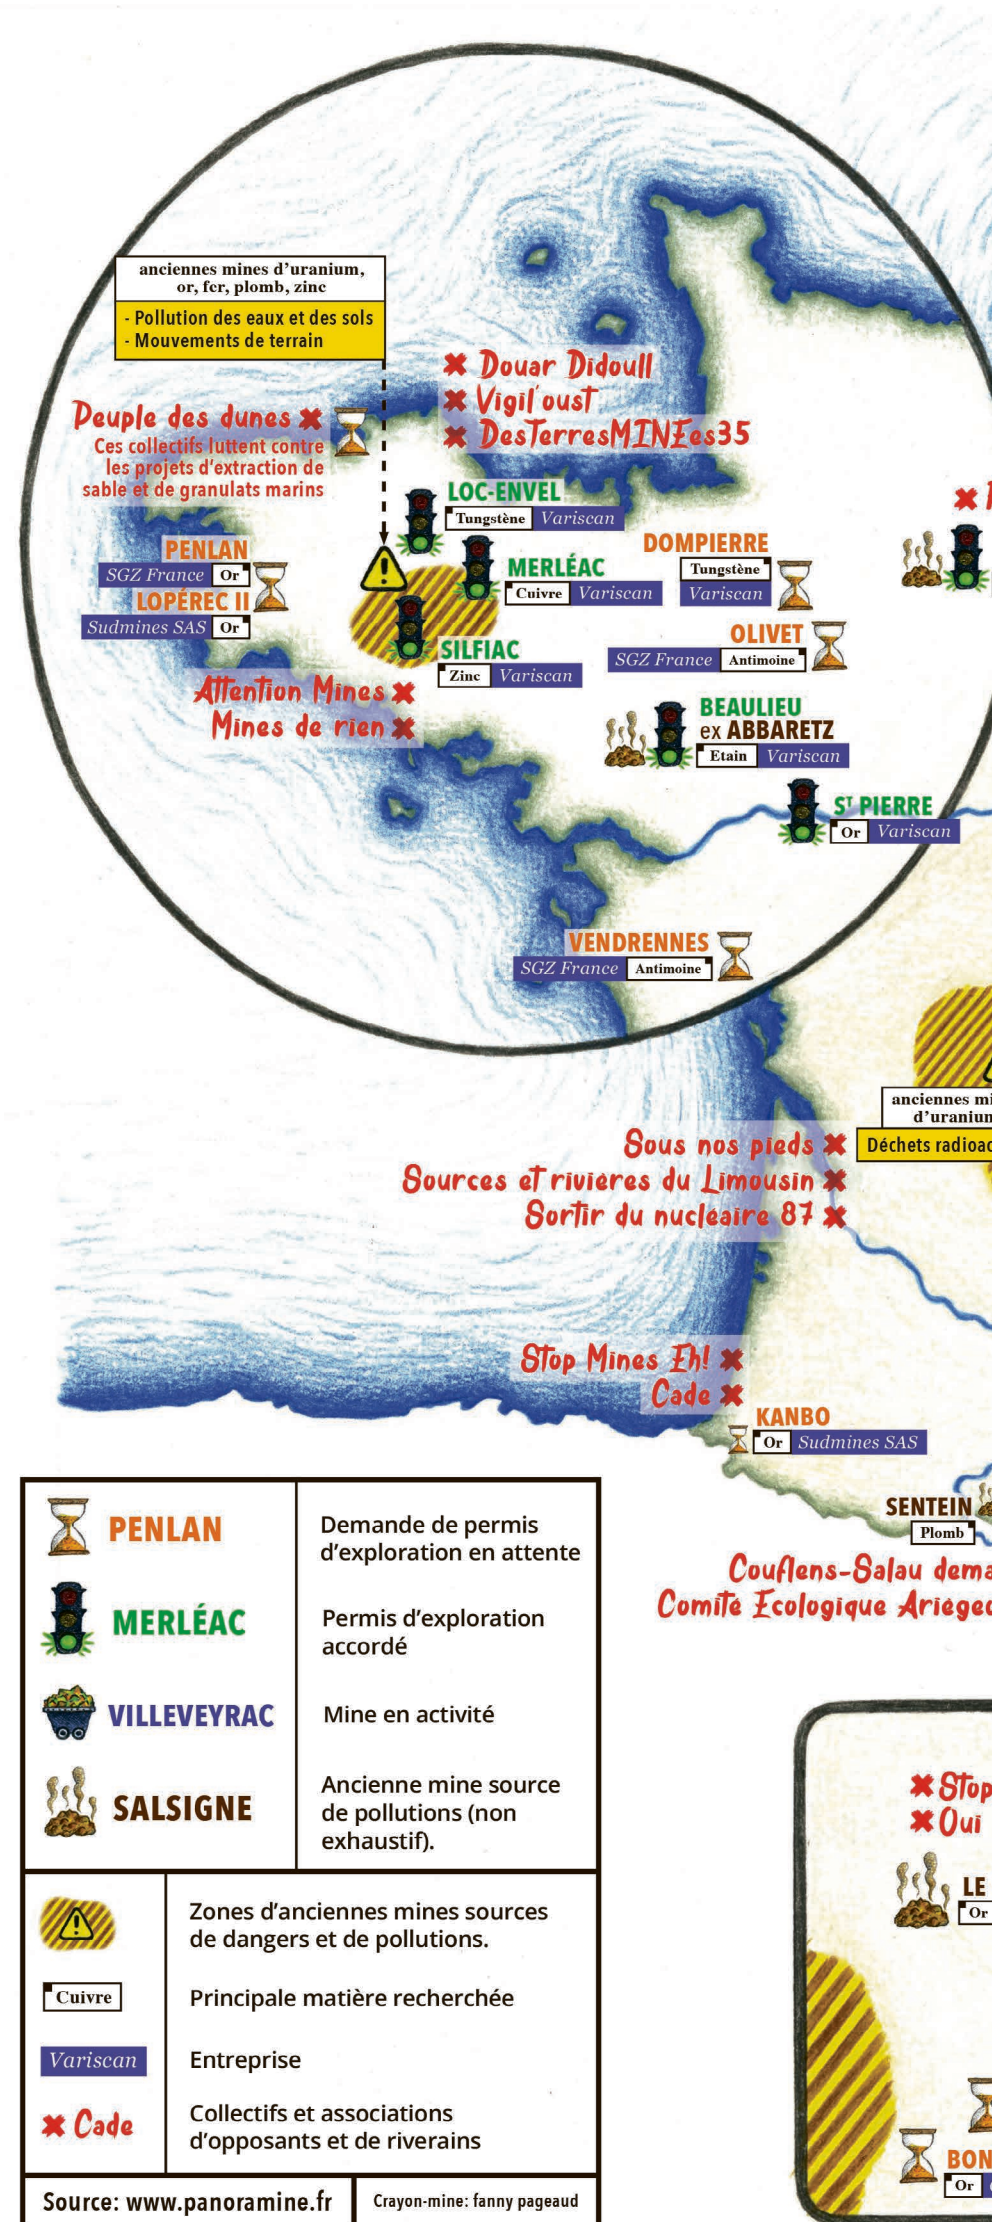 anciennes mines d'uranium,
or, fer, plomb, zinc
- Pollution des eaux et des sols
- Mouvements de terrain
Douar Didoull
Vigil'oust
DesTerresMINEes35
Peuple des dunes
Ces collectifs luttent contre
les projets d'extraction de
sable et de granulats marins
LOC-ENVEL
Tungstène Variscan
PENLAN
SGZ France Or
LOPÉREC II
Sudmines SAS Or
MERLÉAC
Cuivre Variscan
DOMPIERRE
Tungstène
Variscan
SILFIAC
Zinc Variscan
OLIVET
SGZ France Antimoine
Attention Mines
Mines de rien
BEAULIEU
ex ABBARETZ
Etain Variscan
ST PIERRE
Or Variscan
VENDRENNES
SGZ France Antimoine
anciennes mi
d'uranium
Déchets radioac
Sous nos pieds
Sources et rivières du Limousin
Sortir du nucléaire 87
Stop Mines Eh!
Cade
KANBO
Or Sudmines SAS
SENTEIN
Plomb
Couflens-Salau dema
Comité Ecologique Ariégeo
PENLAN
Demande de permis
d'exploration en attente
MERLÉAC
Permis d'exploration
accordé
VILLEVEYRAC
Mine en activité
SALSIGNE
Ancienne mine source
de pollutions (non
exhaustif).
Zones d'anciennes mines sources
de dangers et de pollutions.
Cuivre
Principale matière recherchée
Variscan
Entreprise
Cade
Collectifs et associations
d'opposants et de riverains
Source: www.panoramine.fr
Crayon-mine: fanny pageaud
Stop
Oui
LE
Or
BON
Or